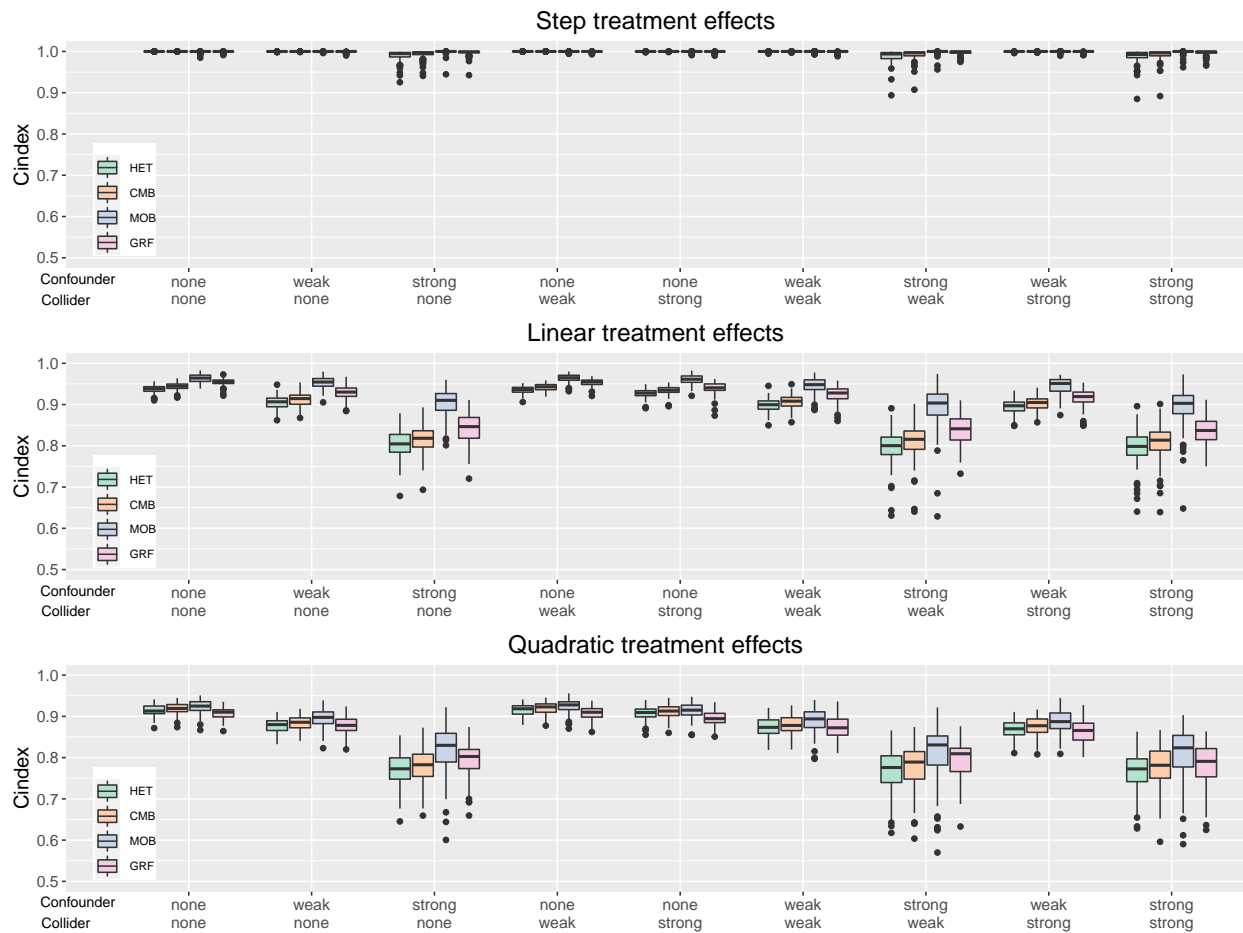 Step treatment effects
Cindex
1.0
0.9
0.8
0.7
0.6
0.5
HET
CMB
MOB
GRF
Confounder none weak strong none none weak strong weak strong
Collider none none none weak strong weak weak strong strong
Linear treatment effects
Cindex
1.0
0.9
0.8
0.7
0.6
0.5
HET
CMB
MOB
GRF
Confounder none weak strong none none weak strong weak strong
Collider none none none weak strong weak weak strong strong
Quadratic treatment effects
Cindex
1.0
0.9
0.8
0.7
0.6
0.5
HET
CMB
MOB
GRF
Confounder none weak strong none none weak strong weak strong
Collider none none none weak strong weak weak strong strong